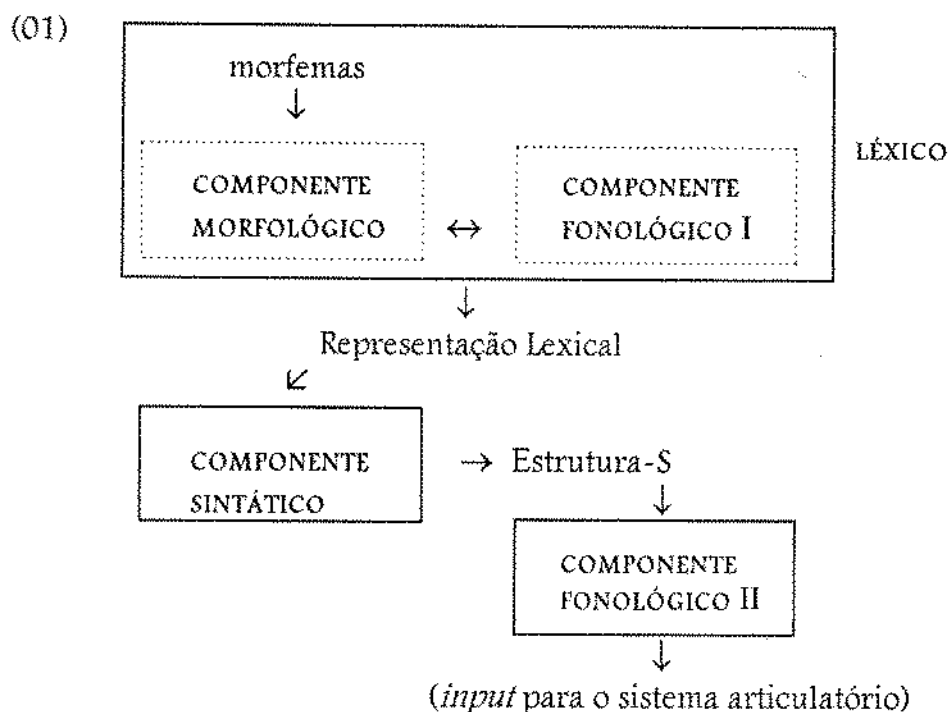 (01)
morfemas
↓
LÉXICO
COMPONENTE
MORFOLÓGICO
↔
COMPONENTE
FONOLÓGICO I
↓
Representação Lexical
↙
COMPONENTE
SINTÁTICO
→ Estrutura-S
↓
COMPONENTE
FONOLÓGICO II
↓
(input para o sistema articulatório)